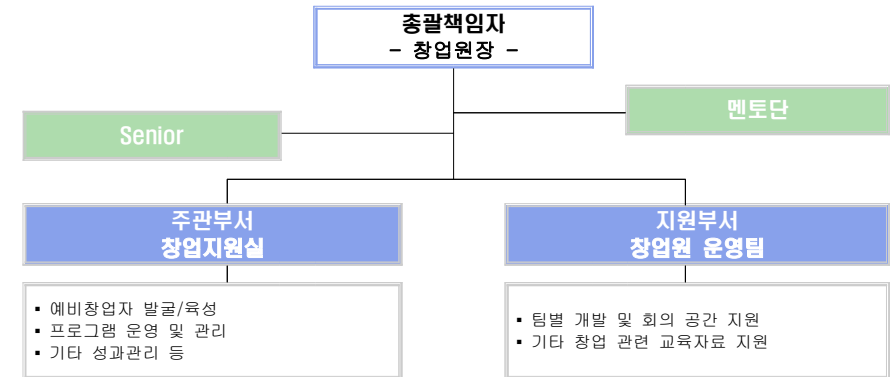 총괄책임자
- 창업원장 -
멘토단
Senior
주관부서
창업지원실
▪ 예비창업자 발굴/육성
▪ 프로그램 운영 및 관리
▪ 기타 성과관리 등
지원부서
창업원 운영팀
▪ 팀별 개발 및 회의 공간 지원
▪ 기타 창업 관련 교육자료 지원